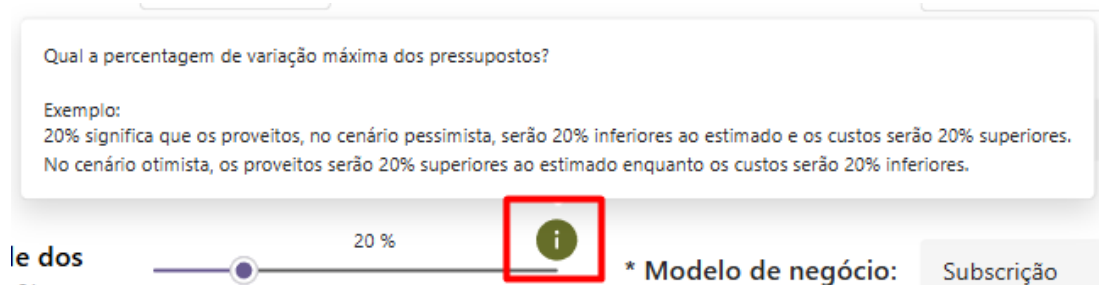 Qual a percentagem de variação máxima dos pressupostos?
Exemplo:
20% significa que os proveitos, no cenário pessimista, serão 20% inferiores ao estimado e os custos serão 20% superiores.
No cenário otimista, os proveitos serão 20% superiores ao estimado enquanto os custos serão 20% inferiores.
20 %
i
le dos
* Modelo de negócio:
Subscrição